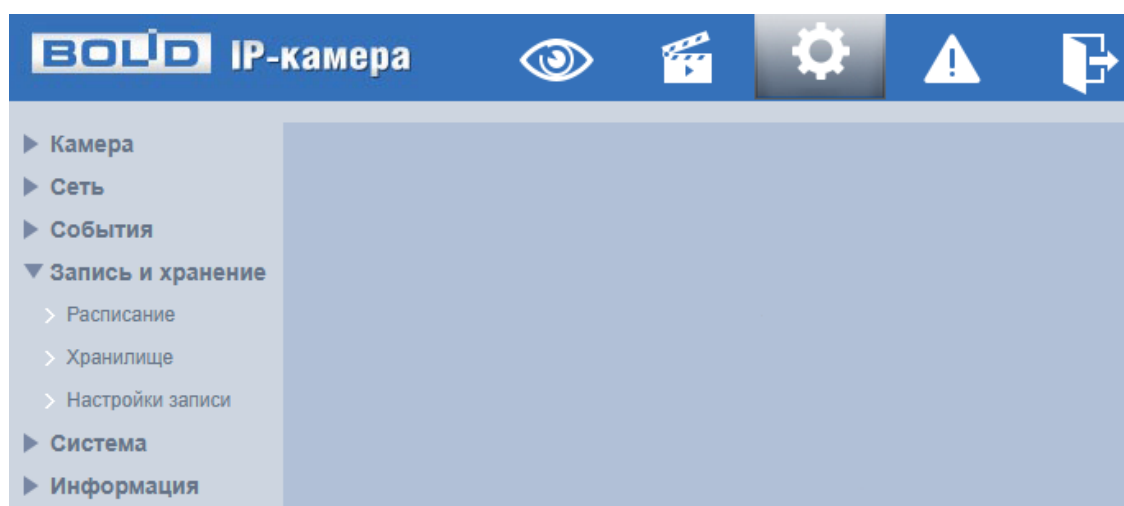 BOLID IP-камера
Камера
Сеть
События
Запись и хранение
Расписание
Хранилище
Настройки записи
Система
Информация